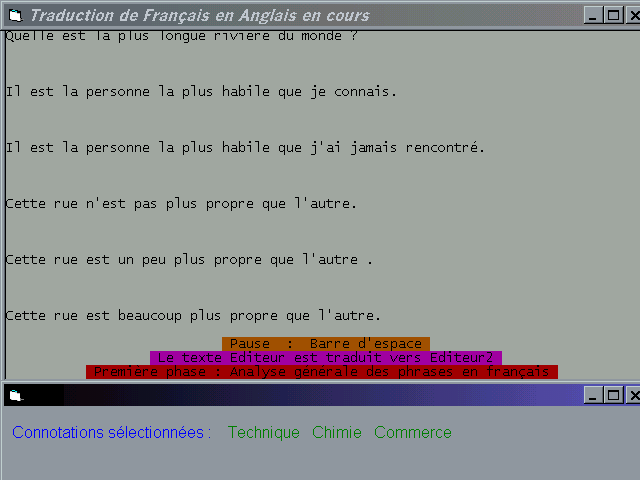 Traduction de Français en Anglais en cours
Quelle est la plus longue rivière du monde ?
Il est la personne la plus habile que je connais.
Il est la personne la plus habile que j'ai jamais rencontré.
Cette rue n'est pas plus propre que l'autre.
Cette rue est un peu plus propre que l'autre .
Cette rue est beaucoup plus propre que l'autre.
Pause  :  Barre d'espace
Le texte Editeur est traduit vers Editeur2
Première phase : Analyse générale des phrases en français
Connotations sélectionnées :   Technique   Chimie   Commerce